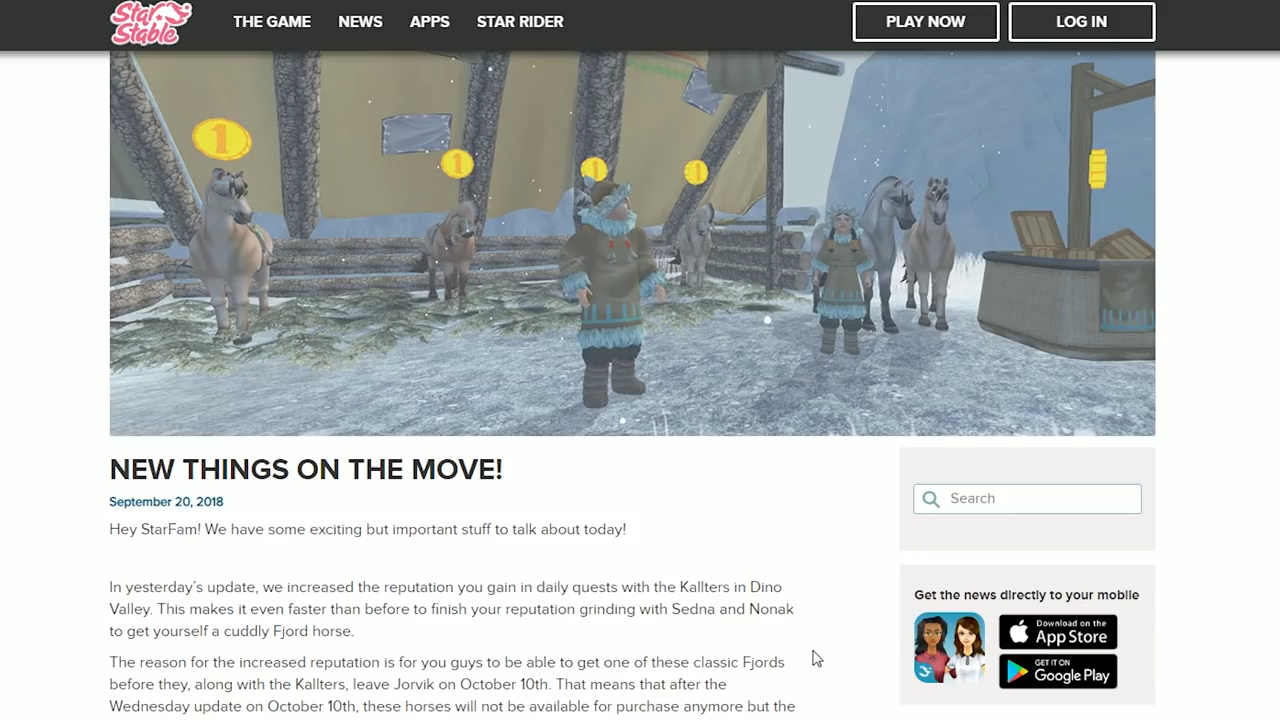 Star Stable
THE GAME
NEWS
APPS
STAR RIDER
PLAY NOW
LOG IN
1
1
1
1
NEW THINGS ON THE MOVE!
September 20, 2018
Hey StarFam! We have some exciting but important stuff to talk about today!
In yesterday's update, we increased the reputation you gain in daily quests with the Kallters in Dino
Valley. This makes it even faster than before to finish your reputation grinding with Sedna and Nonak
to get yourself a cuddly Fjord horse.
The reason for the increased reputation is for you guys to be able to get one of these classic Fjords
before they, along with the Kallters, leave Jorvik on October 10th. That means that after the
Wednesday update on October 10th, these horses will not be available for purchase anymore but the
Search
Get the news directly to your mobile
Download on the
App Store
GET IT ON
Google Play